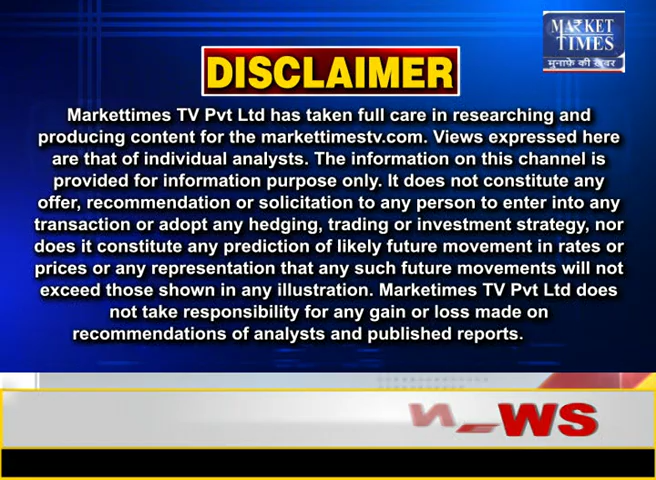 MARKET
TIMES
मुनाफे की खबर
DISCLAIMER
Markettimes TV Pvt Ltd has taken full care in researching and
producing content for the markettimestv.com. Views expressed here
are that of individual analysts. The information on this channel is
provided for information purpose only. It does not constitute any
offer, recommendation or solicitation to any person to enter into any
transaction or adopt any hedging, trading or investment strategy, nor
does it constitute any prediction of likely future movement in rates or
prices or any representation that any such future movements will not
exceed those shown in any illustration. Marketimes TV Pvt Ltd does
not take responsibility for any gain or loss made on
recommendations of analysts and published reports.